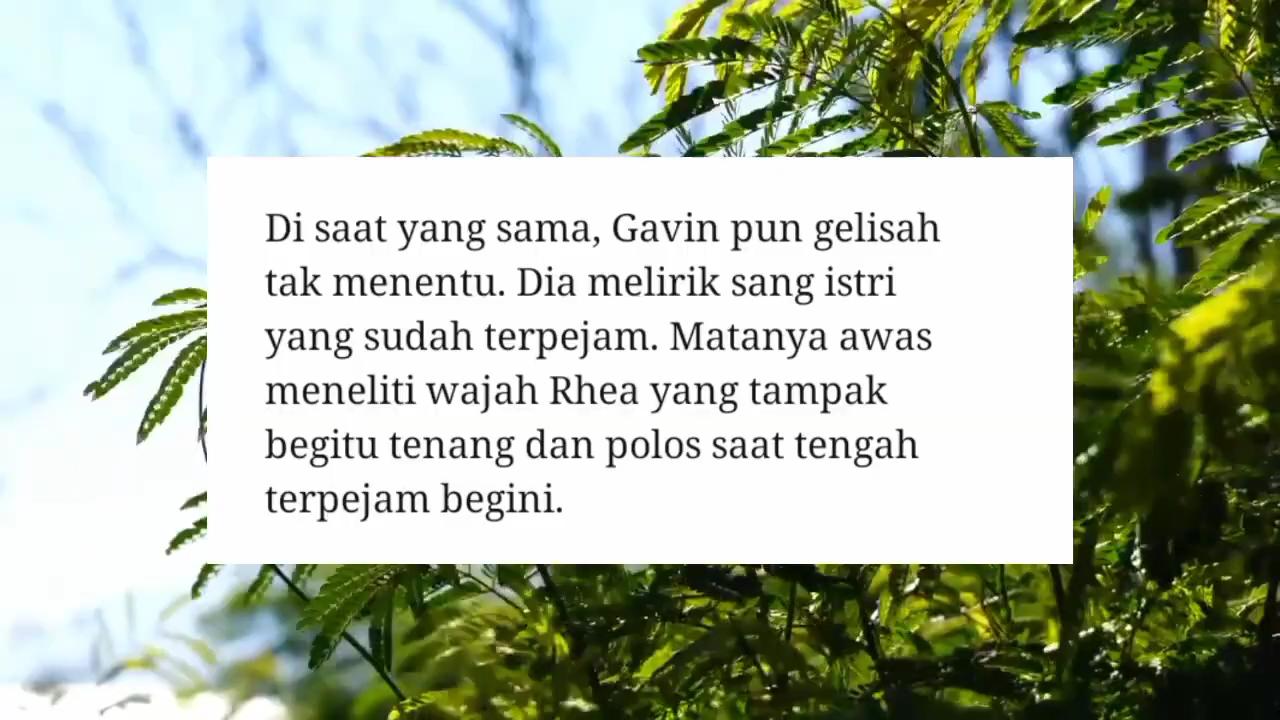 Di saat yang sama, Gavin pun gelisah
tak menentu. Dia melirik sang istri
yang sudah terpejam. Matanya awas
meneliti wajah Rhea yang tampak
begitu tenang dan polos saat tengah
terpejam begini.